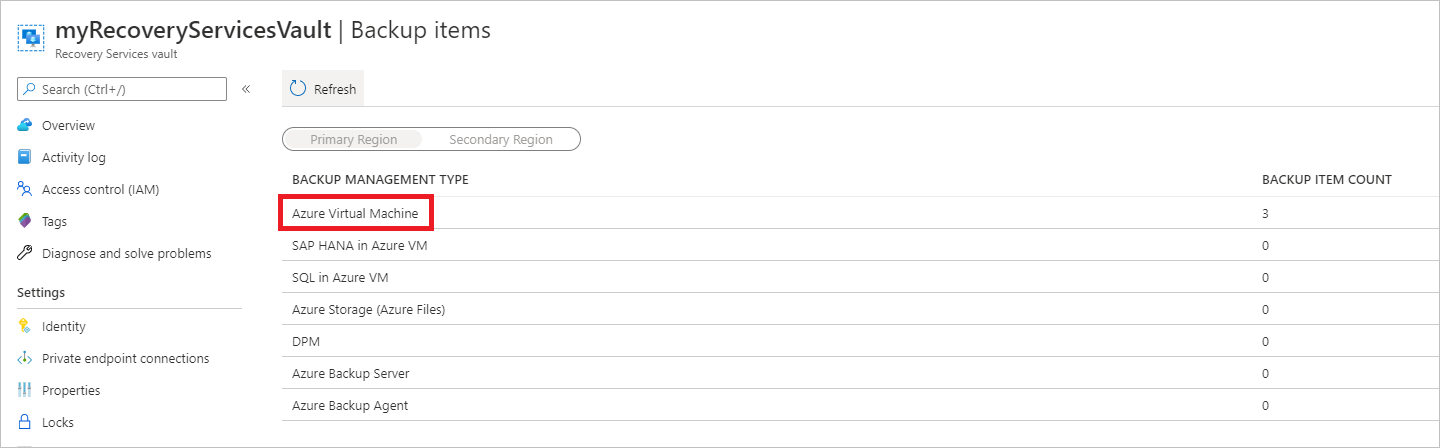 myRecoveryServicesVault | Backup items
Recovery Services vault
Search (Ctrl+/)
«
Overview
Activity log
Access control (IAM)
Tags
Diagnose and solve problems
Settings
Identity
Private endpoint connections
Properties
Locks
Refresh
Primary Region Secondary Region
BACKUP MANAGEMENT TYPE BACKUP ITEM COUNT
Azure Virtual Machine 3
SAP HANA in Azure VM 0
SQL in Azure VM 0
Azure Storage (Azure Files) 0
DPM 0
Azure Backup Server 0
Azure Backup Agent 0